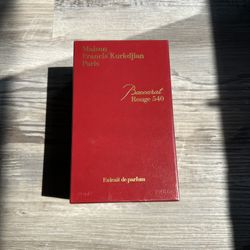 Maison
Francis Kurkdjian
Paris
Baccarat
Rouge 540
Extrait de parfum